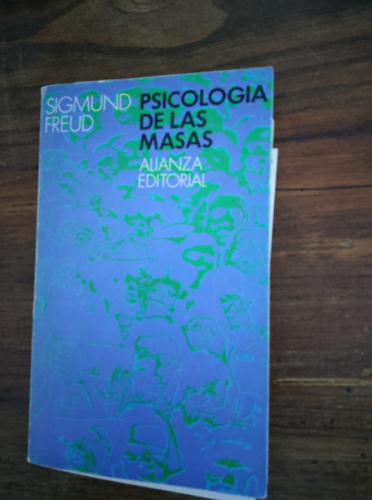 SIGMUND
FREUD
PSICOLOGIA
DE LAS
MASAS
ALIANZA
EDITORIAL